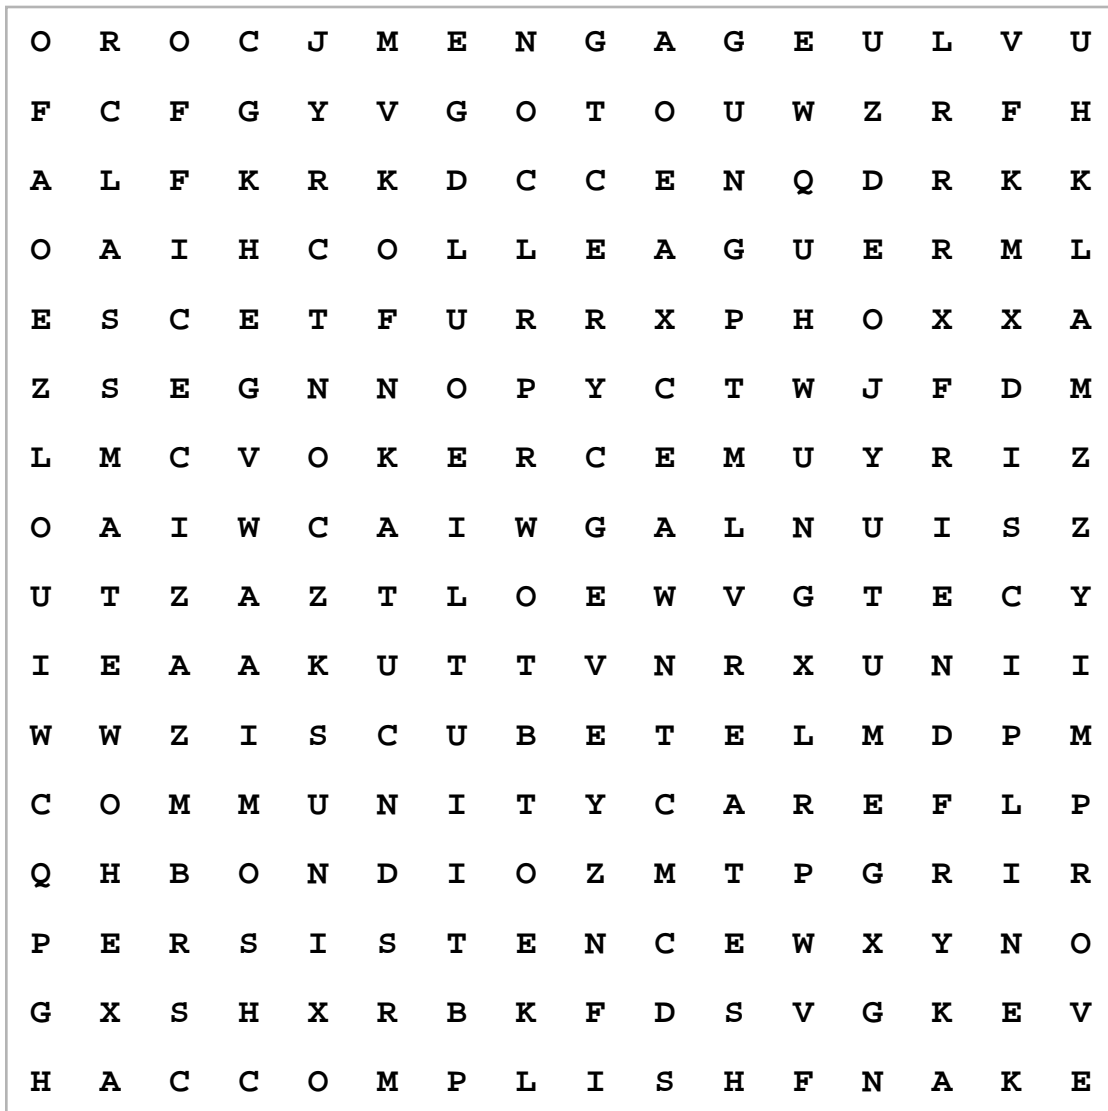 O R O C J M E N G A G E U L V U
F C F G Y V G O T O U W Z R F H
A L F K R K D C C E N Q D R K K
O A I H C O L L E A G U E R M L
E S C E T F U R R X P H O X X A
Z S E G N N O P Y C T W J F D M
L M C V O K E R C E M U Y R I Z
O A I W C A I W G A L N U I S Z
U T Z A Z T L O E W V G T E C Y
I E A A K U T T V N R X U N I I
W W Z I S C U B E T E L M D P M
C O M M U N I T Y C A R E F L P
Q H B O N D I O Z M T P G R I R
P E R S I S T E N C E W X Y N O
G X S H X R B K F D S V G K E V
H A C C O M P L I S H F N A K E